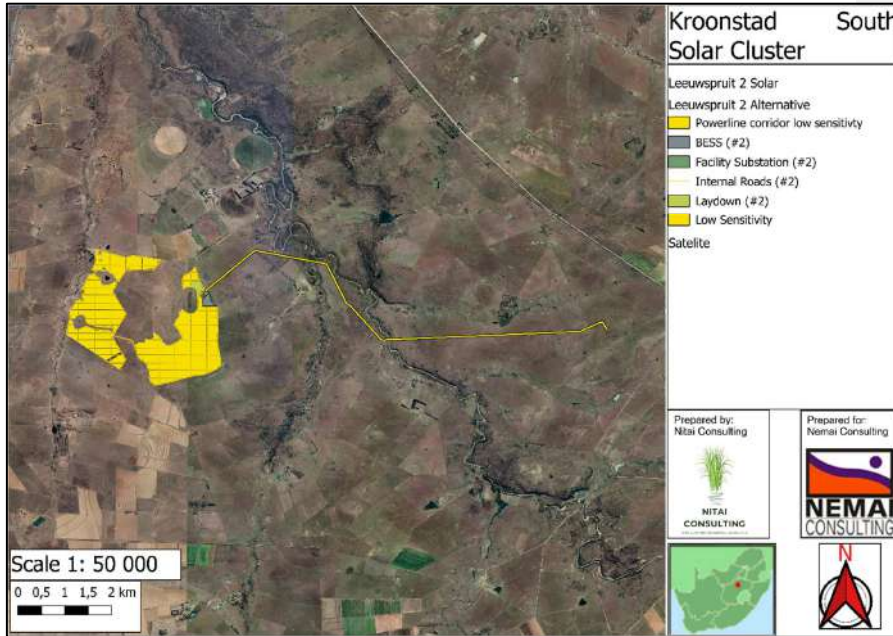 Kroonstad South
Solar Cluster
Leeuwspruit 2 Solar
Leeuwspruit 2 Alternative
Powerline corridor low sensitivty
BESS (#2)
Facility Substation (#2)
Internal Roads (#2)
Laydown (#2)
Low Sensitivity
Satelite
Prepared by:
Nitai Consulting
NITAI
CONSULTING
Prepared for:
Nemai Consulting
NEMAI
CONSULTING
N
Scale 1: 50 000
0 0,5 1 1,5 2 km